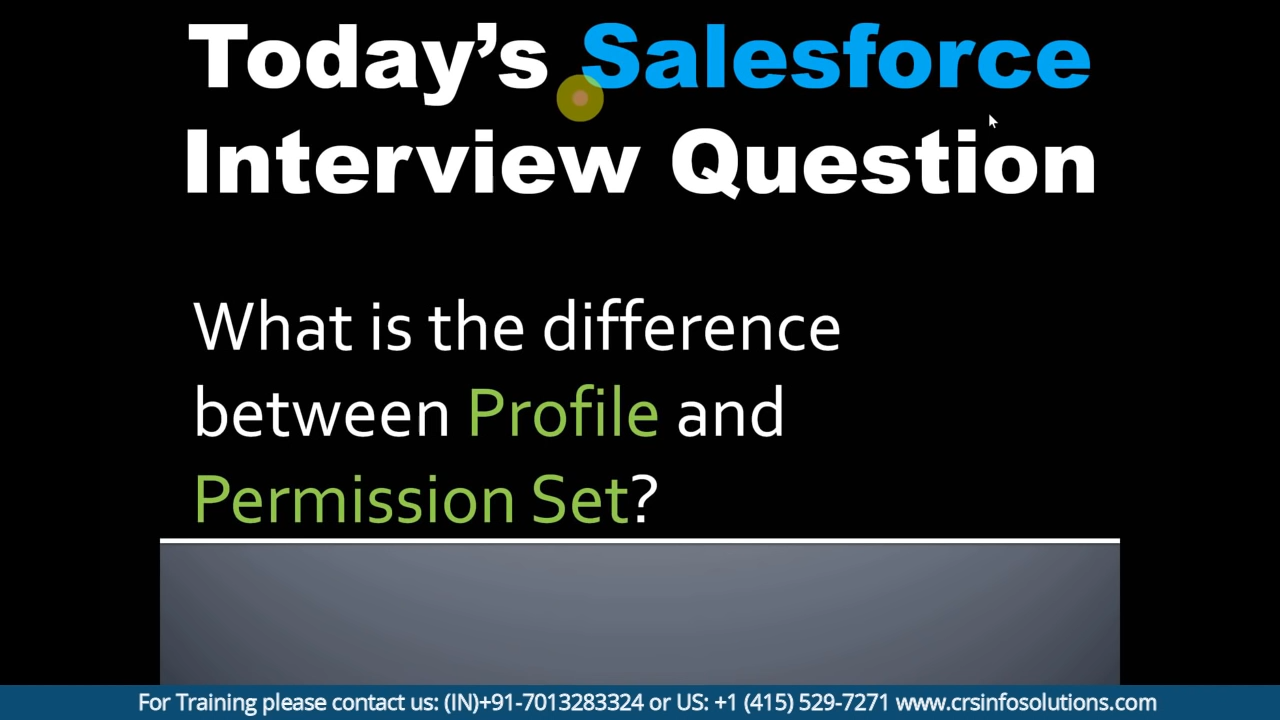 Today’s Salesforce
Interview Question
What is the difference
between Profile and
Permission Set?
For Training please contact us: (IN)+91-7013283324 or US: +1 (415) 529-7271 www.crsinfosolutions.com